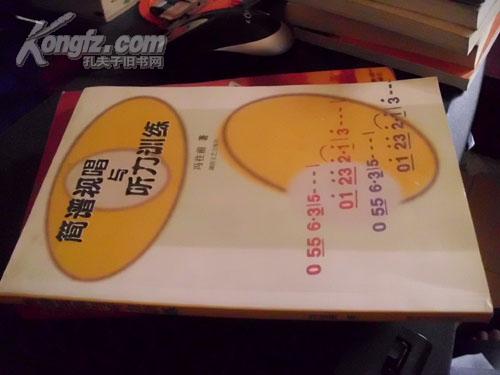 Kongfz.com
孔夫子旧书网
简谱视唱
与
听力训练
著
0 55 6·3|5 - - - |
01 23 2·1|3 - - - |
0 55 6·3|5 - - - |
01 23 2·1|3 - - - |